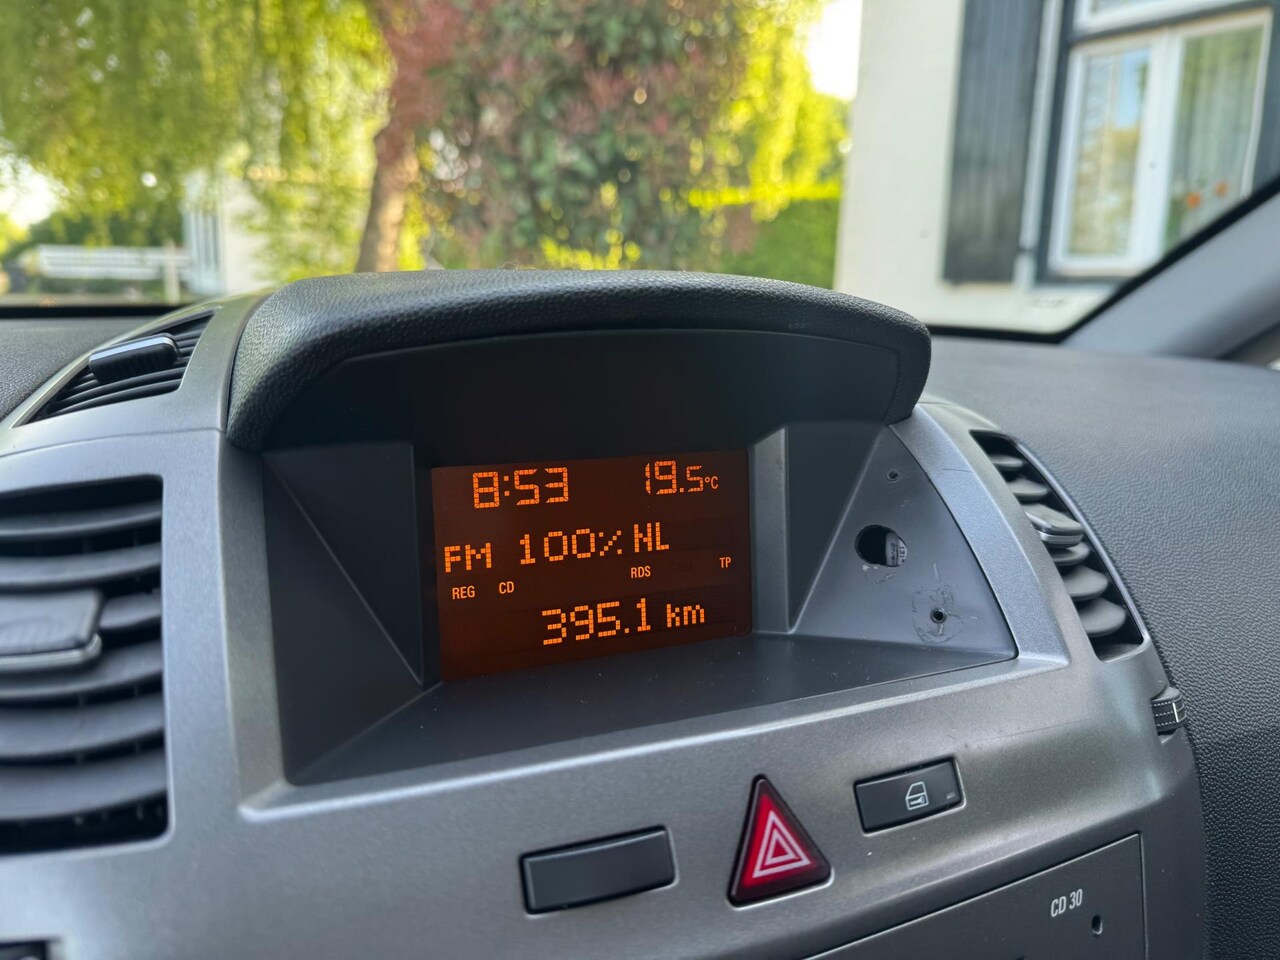 8:53 19.5°C
FM 100% NL
REG CD RDS TP
395.1 km
CD 30